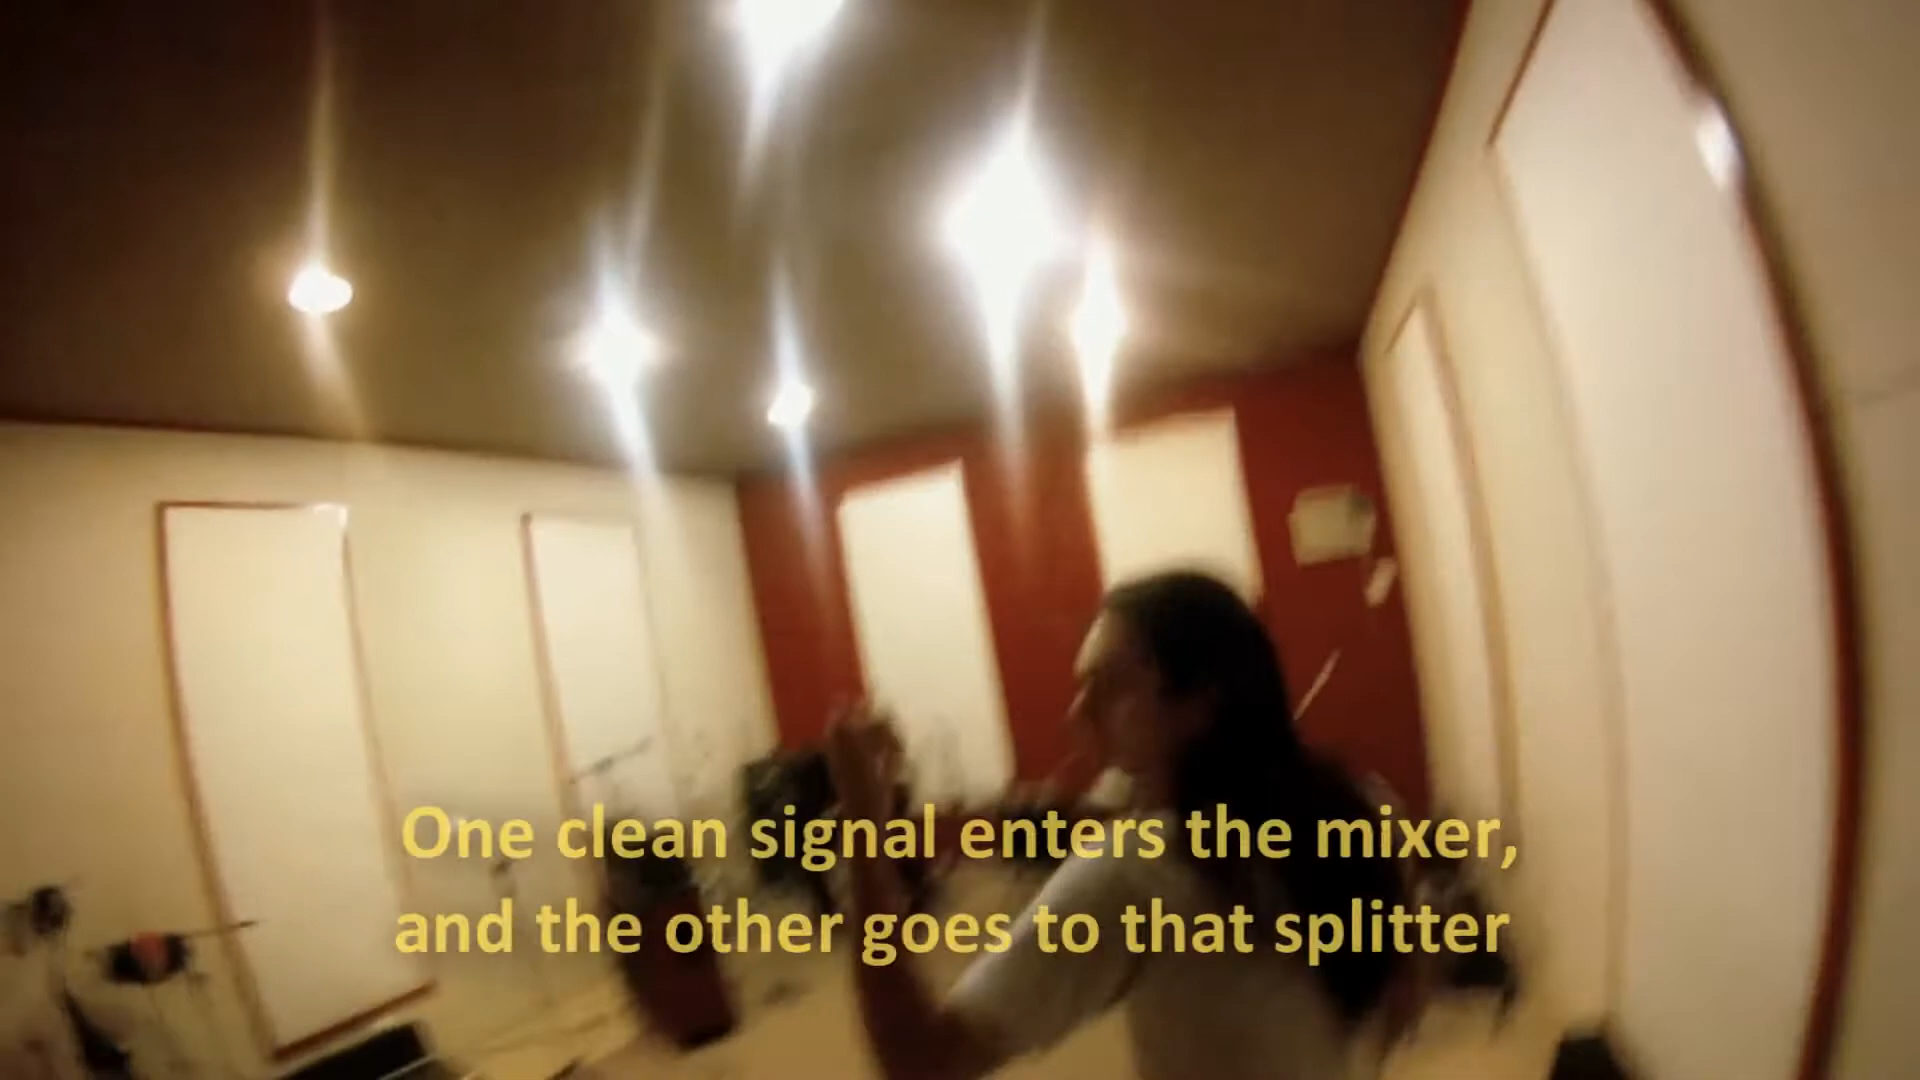 One clean signal enters the mixer,
and the other goes to that splitter